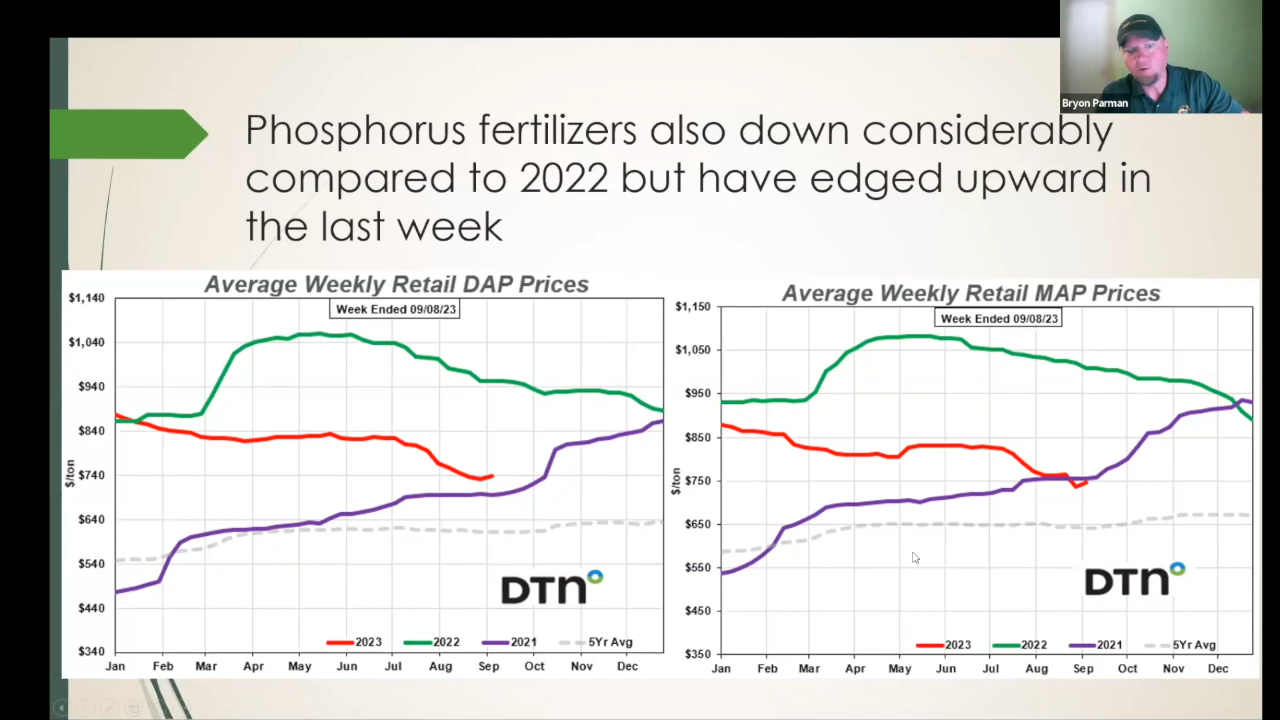 Bryon Parman
Phosphorus fertilizers also down considerably
compared to 2022 but have edged upward in
the last week
Average Weekly Retail DAP Prices
Week Ended 09/08/23
$1,140
$1,040
$940
$840
$740
$640
$540
$440
$340
$/ton
DTN
2023 2022 2021 5Yr Avg
Jan Feb Mar Apr May Jun Jul Aug Sep Oct Nov Dec
Average Weekly Retail MAP Prices
Week Ended 09/08/23
$1,150
$1,050
$950
$850
$750
$650
$550
$450
$350
$/ton
DTN
2023 2022 2021 5Yr Avg
Jan Feb Mar Apr May Jun Jul Aug Sep Oct Nov Dec